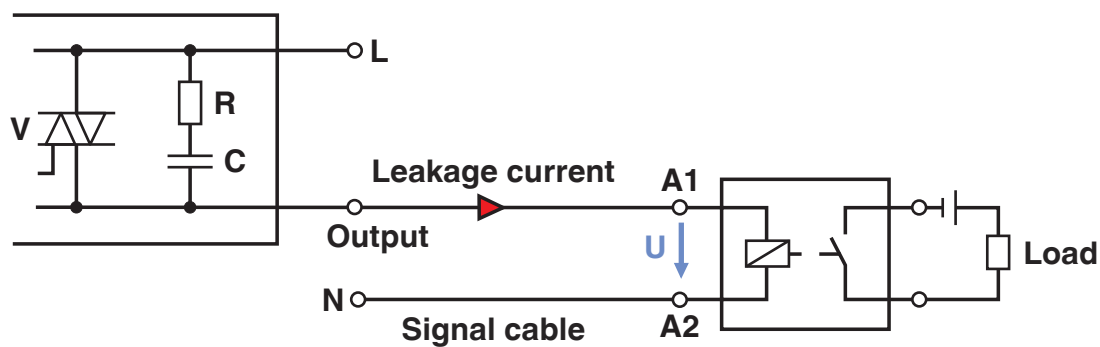 L
R
V
C
Leakage current
A1
Output
U
Load
N
Signal cable
A2